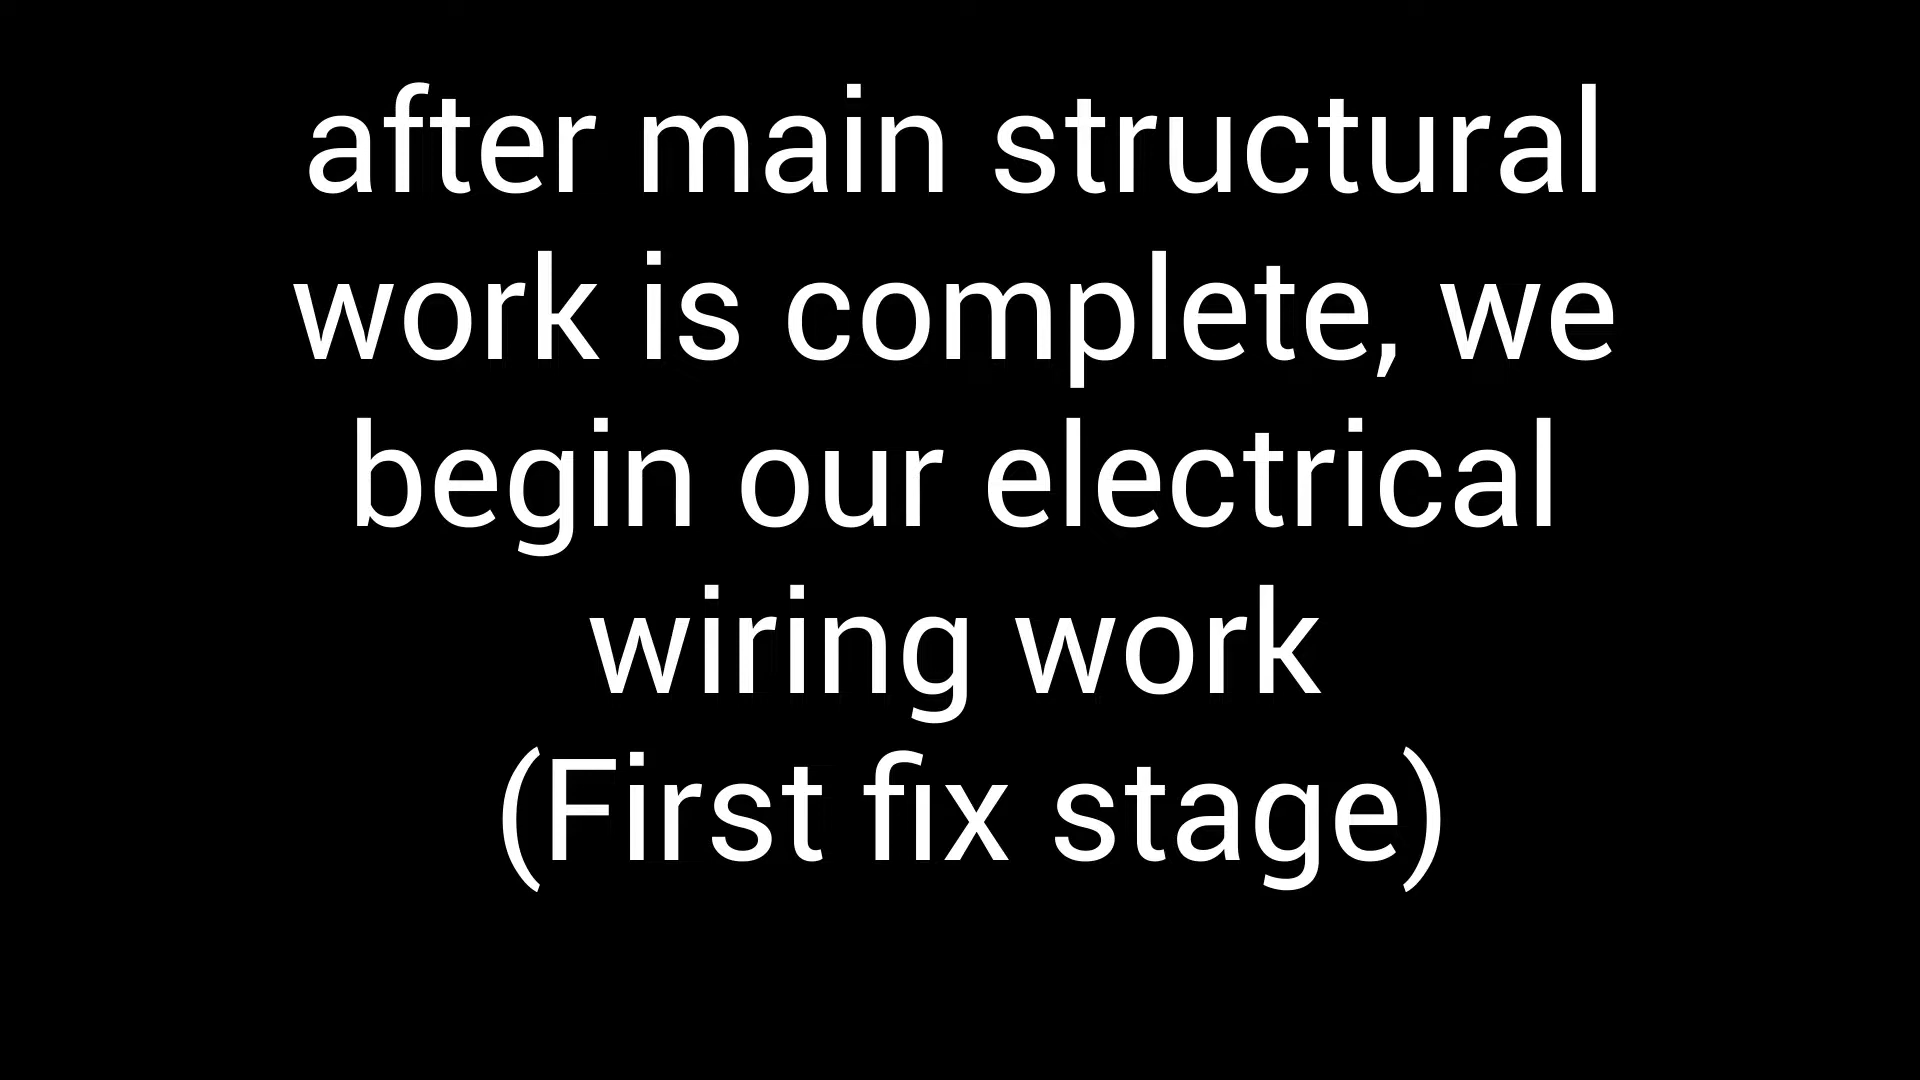 after main structural
work is complete, we
begin our electrical
wiring work
(First fix stage)